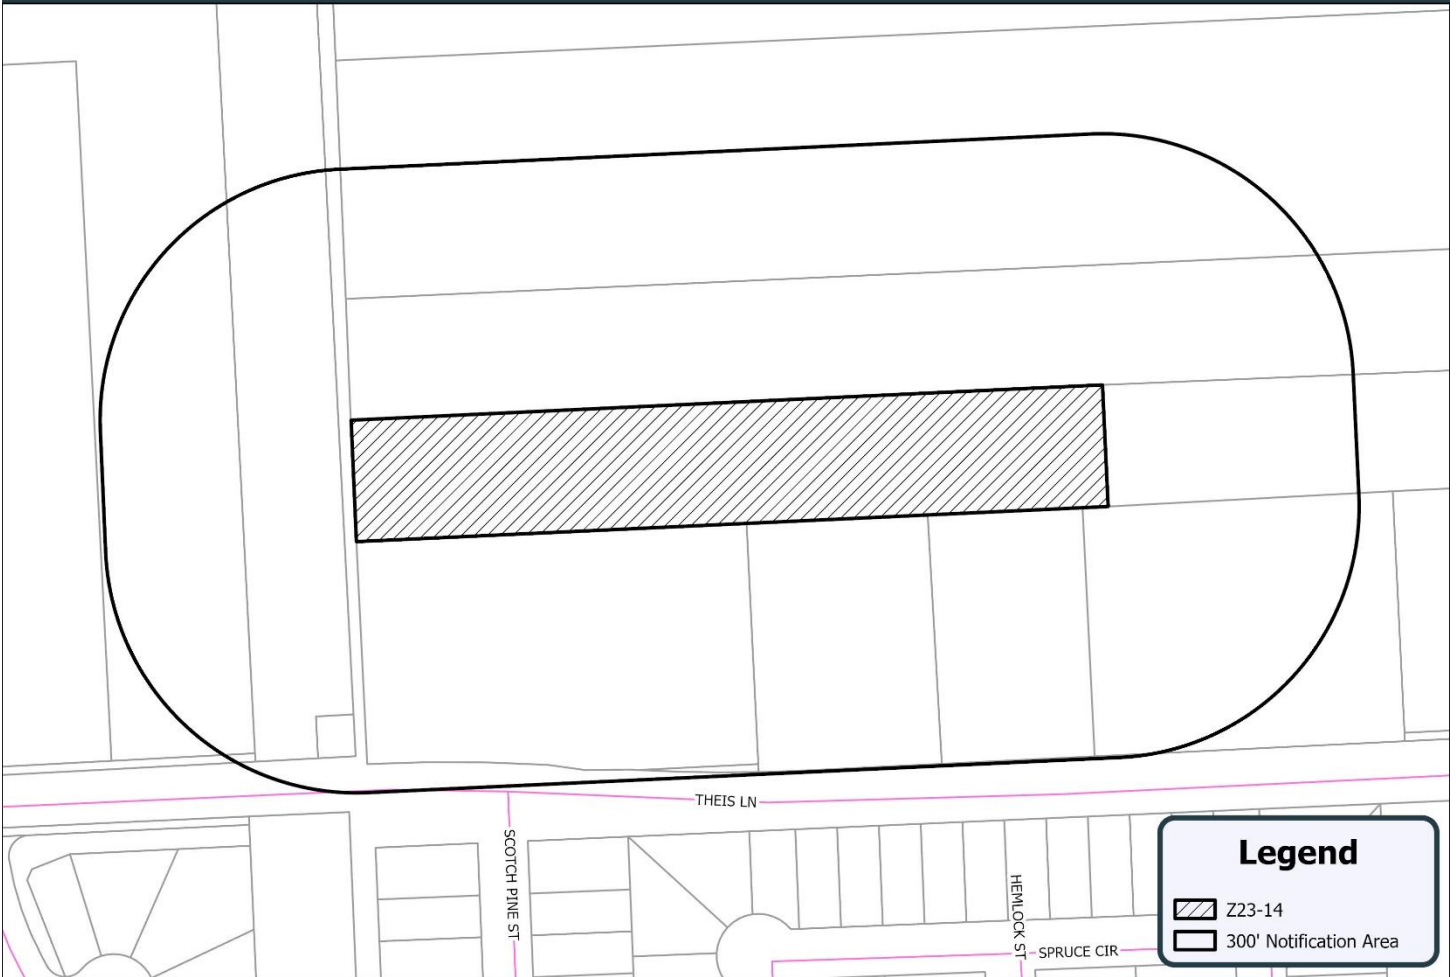 THEIS LN
SCOTCH PINE ST
HEMLOCK ST
SPRUCE CIR
Legend
Z23-14
300' Notification Area